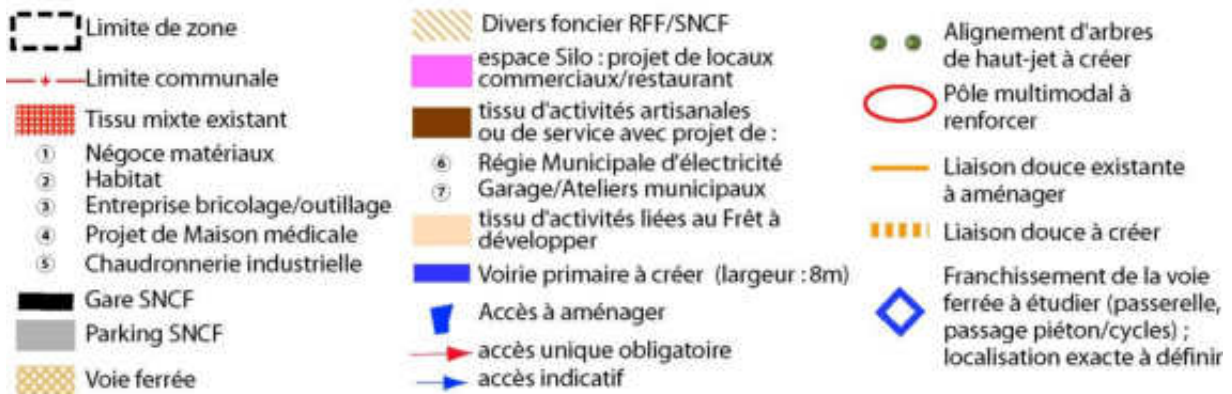 Limite de zone
Limite communale
Tissu mixte existant
① Négoce matériaux
② Habitat
③ Entreprise bricolage/outillage
④ Projet de Maison médicale
⑤ Chaudronnerie industrielle
Gare SNCF
Parking SNCF
Voie ferrée
Divers foncier RFF/SNCF
espace Silo : projet de locaux
commerciaux/restaurant
tissu d'activités artisanales
ou de service avec projet de :
⑥ Régie Municipale d'électricité
⑦ Garage/Ateliers municipaux
tissu d'activités liées au Frêt à
développer
Voirie primaire à créer (largeur : 8m)
Accès à aménager
accès unique obligatoire
accès indicatif
Alignement d'arbres
de haut-jet à créer
Pôle multimodal à
renforcer
Liaison douce existante
à aménager
Liaison douce à créer
Franchissement de la voie
ferrée à étudier (passerelle,
passage piéton/cycles) ;
localisation exacte à définir